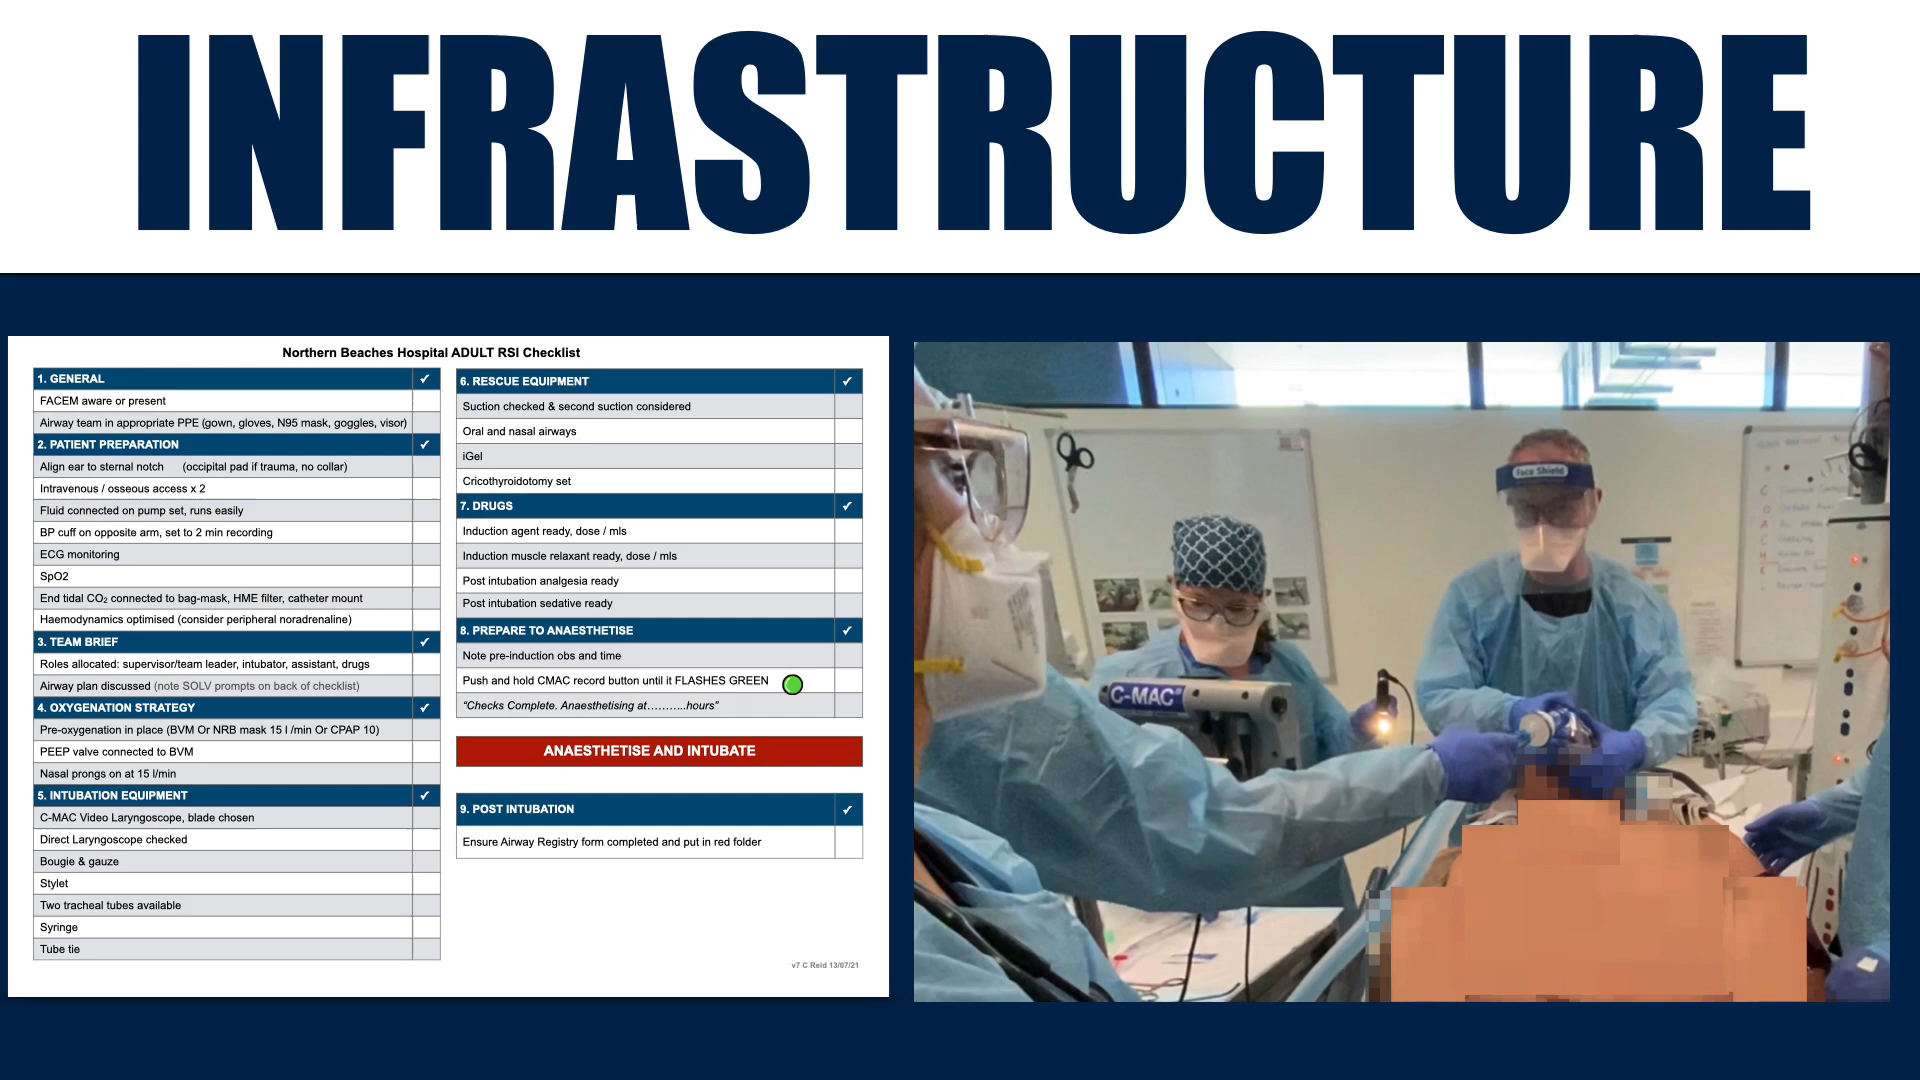 INFRASTRUCTURE
Northern Beaches Hospital ADULT RSI Checklist
1. GENERAL ✓
FACEM aware or present
Airway team in appropriate PPE (gown, gloves, N95 mask, goggles, visor)
2. PATIENT PREPARATION ✓
Align ear to sternal notch (occipital pad if trauma, no collar)
Intravenous / osseous access x 2
Fluid connected on pump set, runs easily
BP cuff on opposite arm, set to 2 min recording
ECG monitoring
SpO2
End tidal CO₂ connected to bag-mask, HME filter, catheter mount
Haemodynamics optimised (consider peripheral noradrenaline)
3. TEAM BRIEF ✓
Roles allocated: supervisor/team leader, intubator, assistant, drugs
Airway plan discussed (note SOLV prompts on back of checklist)
4. OXYGENATION STRATEGY ✓
Pre-oxygenation in place (BVM Or NRB mask 15 l /min Or CPAP 10)
PEEP valve connected to BVM
Nasal prongs on at 15 l/min
5. INTUBATION EQUIPMENT ✓
C-MAC Video Laryngoscope, blade chosen
Direct Laryngoscope checked
Bougie & gauze
Stylet
Two tracheal tubes available
Syringe
Tube tie
6. RESCUE EQUIPMENT ✓
Suction checked & second suction considered
Oral and nasal airways
iGel
Cricothyroidotomy set
7. DRUGS ✓
Induction agent ready, dose / mls
Induction muscle relaxant ready, dose / mls
Post intubation analgesia ready
Post intubation sedative ready
8. PREPARE TO ANAESTHETISE ✓
Note pre-induction obs and time
Push and hold CMAC record button until it FLASHES GREEN
"Checks Complete. Anaesthetising at………..hours"
ANAESTHETISE AND INTUBATE
9. POST INTUBATION ✓
Ensure Airway Registry form completed and put in red folder
v7 C Reid 13/07/21
Face Shield
C-MAC®